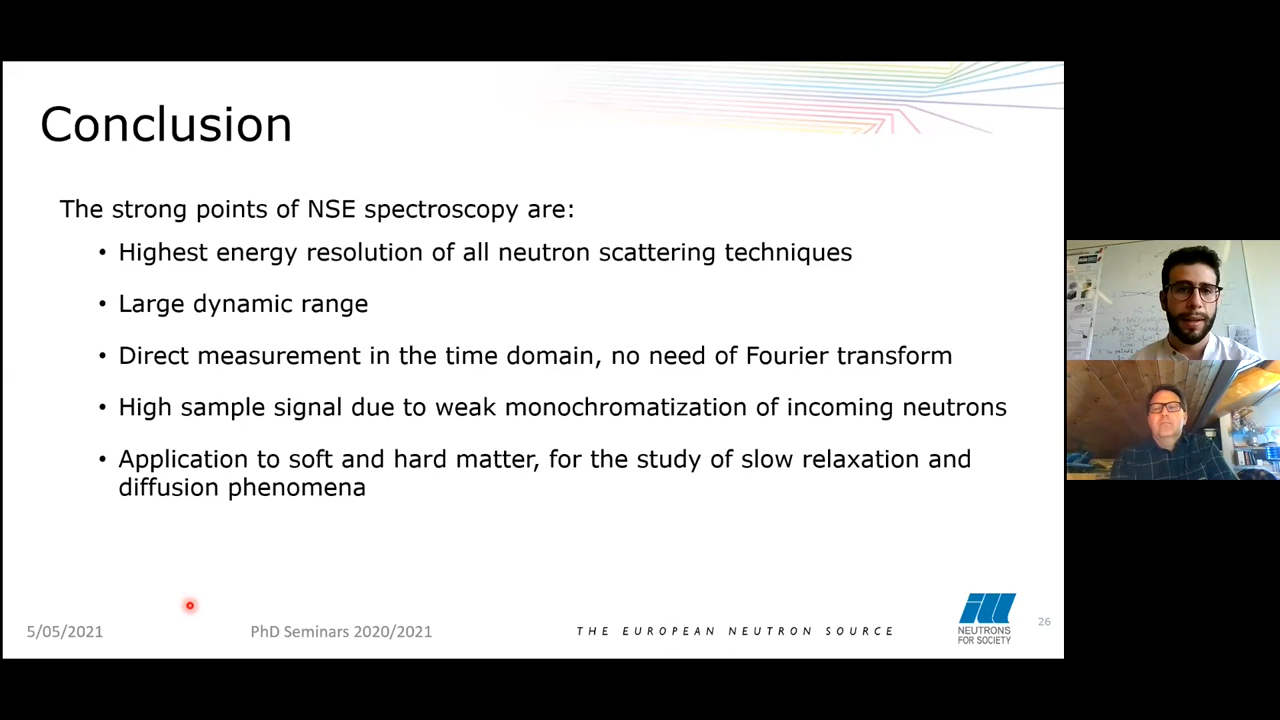 Conclusion
The strong points of NSE spectroscopy are:
• Highest energy resolution of all neutron scattering techniques
• Large dynamic range
• Direct measurement in the time domain, no need of Fourier transform
• High sample signal due to weak monochromatization of incoming neutrons
• Application to soft and hard matter, for the study of slow relaxation and
diffusion phenomena
5/05/2021
PhD Seminars 2020/2021
THE EUROPEAN NEUTRON SOURCE
ill
NEUTRONS
FOR SOCIETY
26